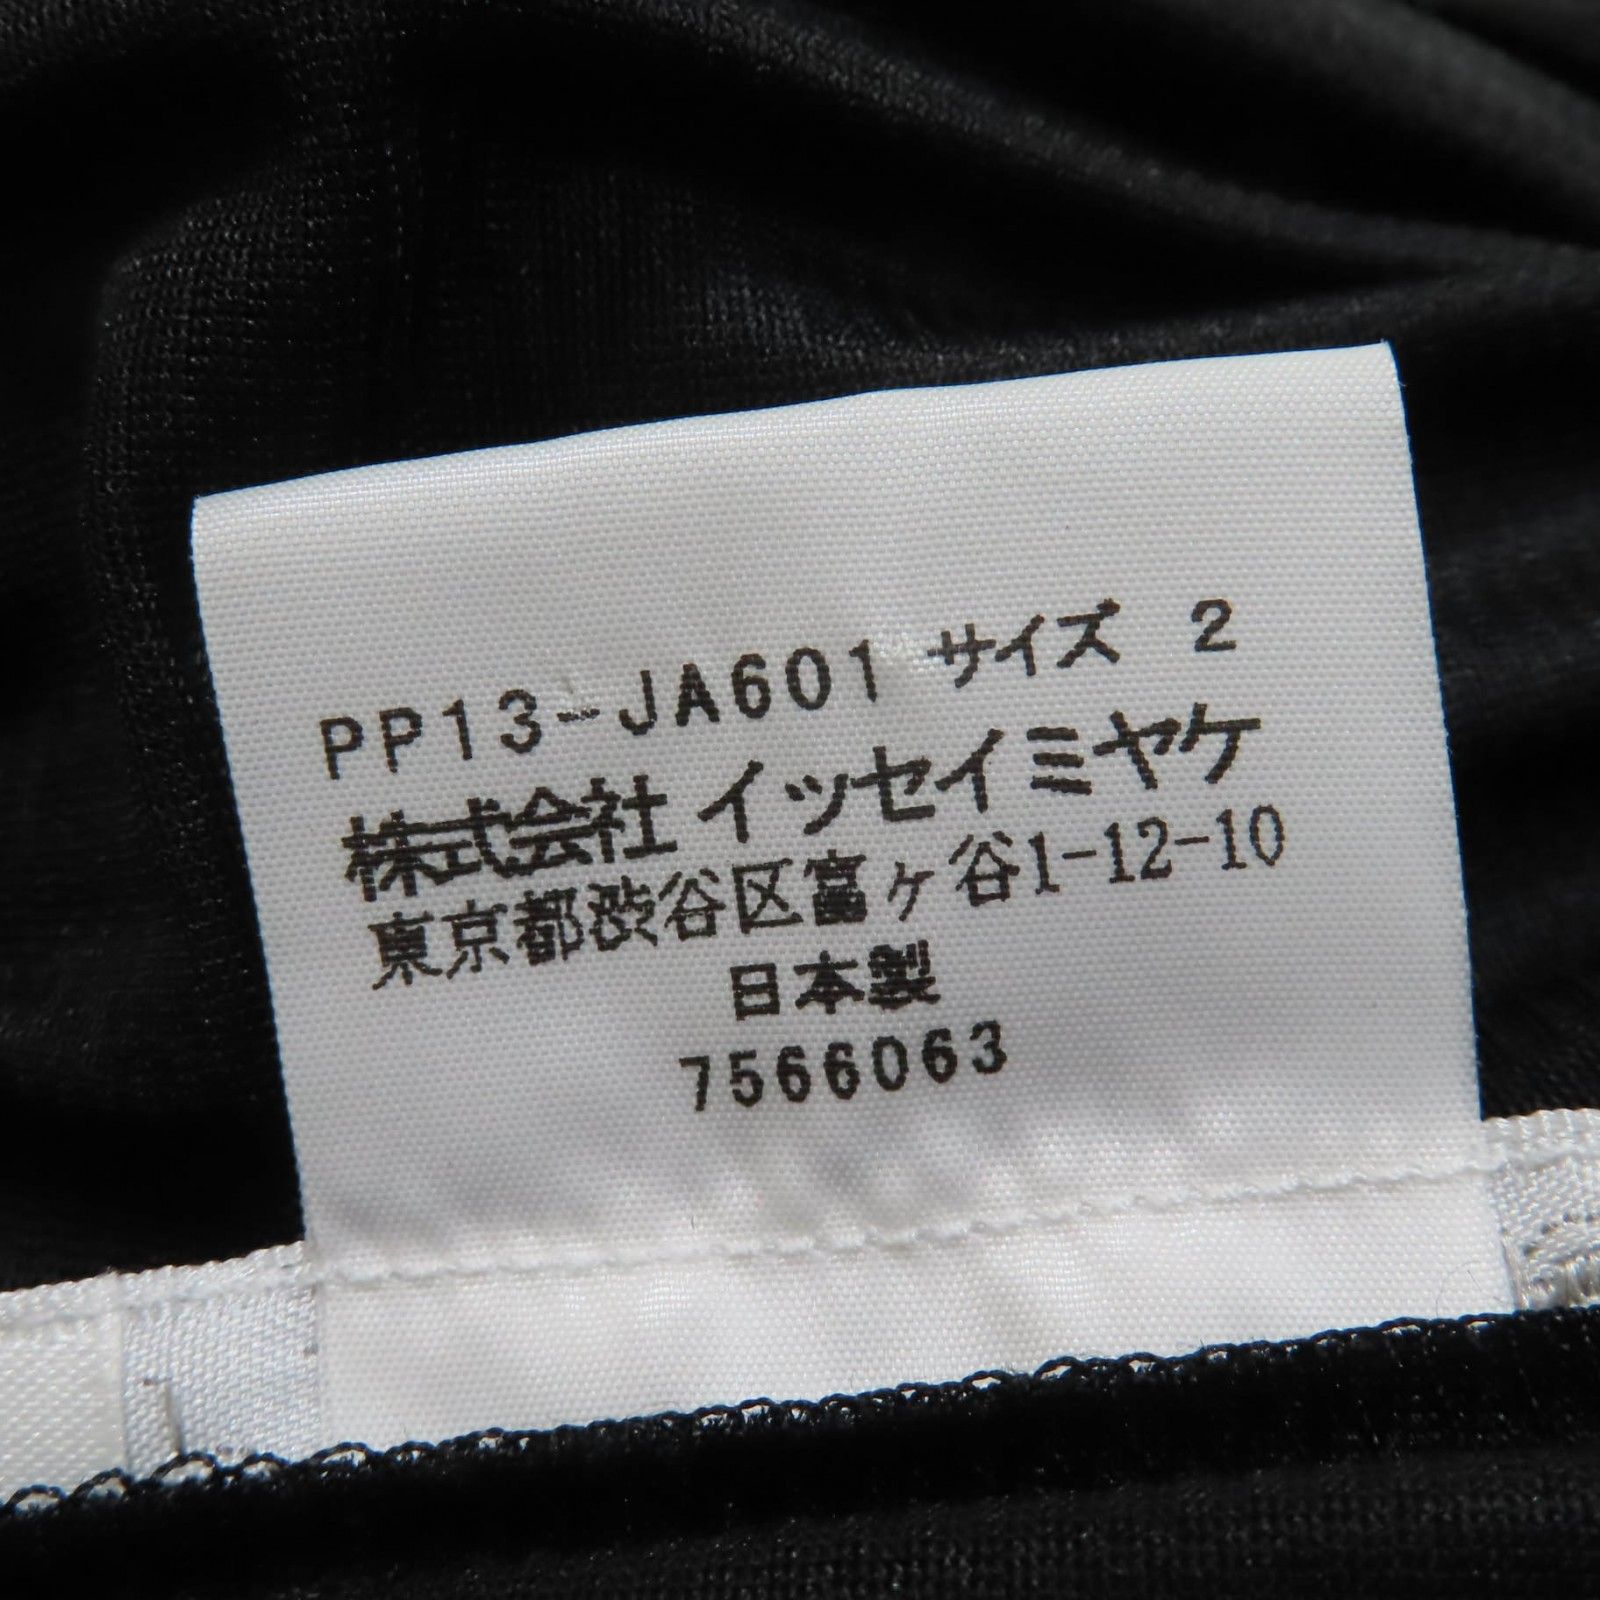 PP13-JA601 サイズ 2
株式会社 イッセイミヤケ
東京都渋谷区富ヶ谷1-12-10
日本製
7566063